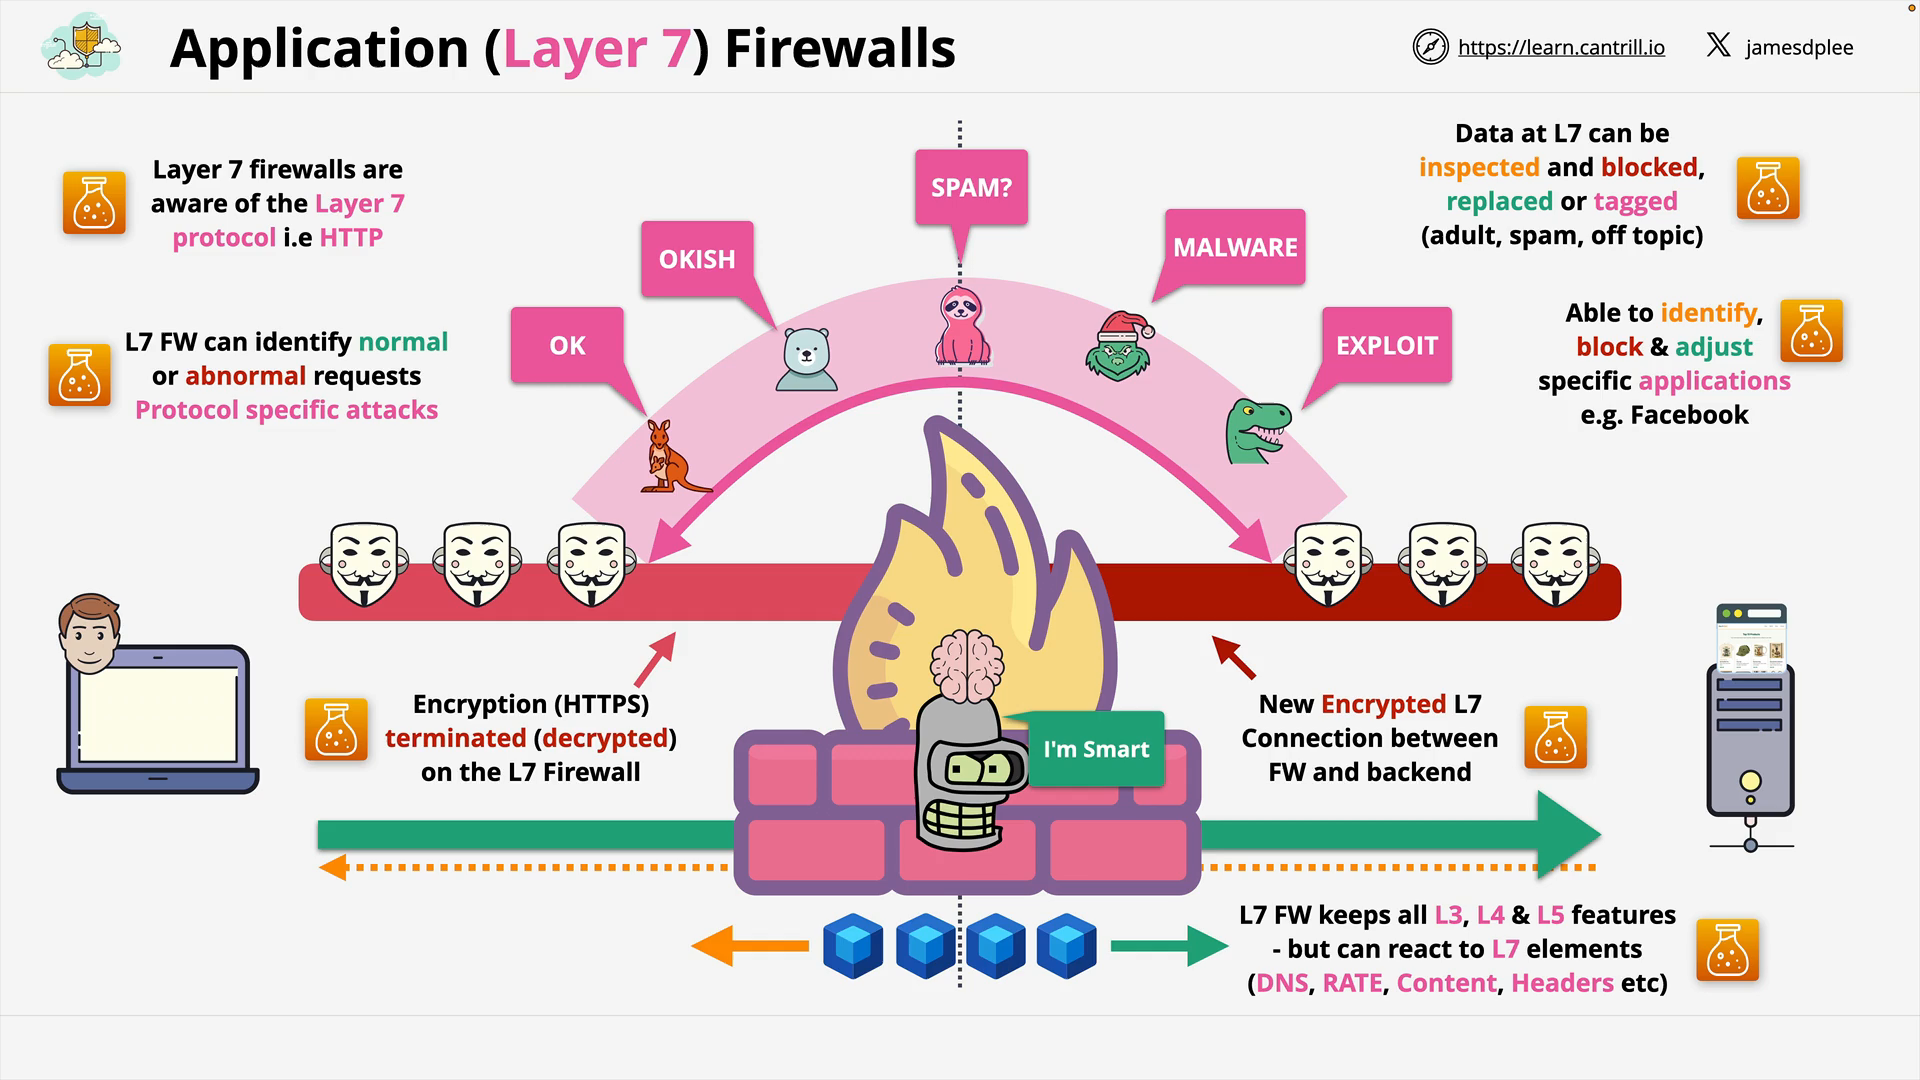 Application (Layer 7) Firewalls
https://learn.cantrill.io
jamesdplee
Layer 7 firewalls are
aware of the Layer 7
protocol i.e HTTP
L7 FW can identify normal
or abnormal requests
Protocol specific attacks
OK
OKISH
SPAM?
MALWARE
EXPLOIT
Data at L7 can be
inspected and blocked,
replaced or tagged
(adult, spam, off topic)
Able to identify,
block & adjust
specific applications
e.g. Facebook
Encryption (HTTPS)
terminated (decrypted)
on the L7 Firewall
I'm Smart
New Encrypted L7
Connection between
FW and backend
L7 FW keeps all L3, L4 & L5 features
- but can react to L7 elements
(DNS, RATE, Content, Headers etc)